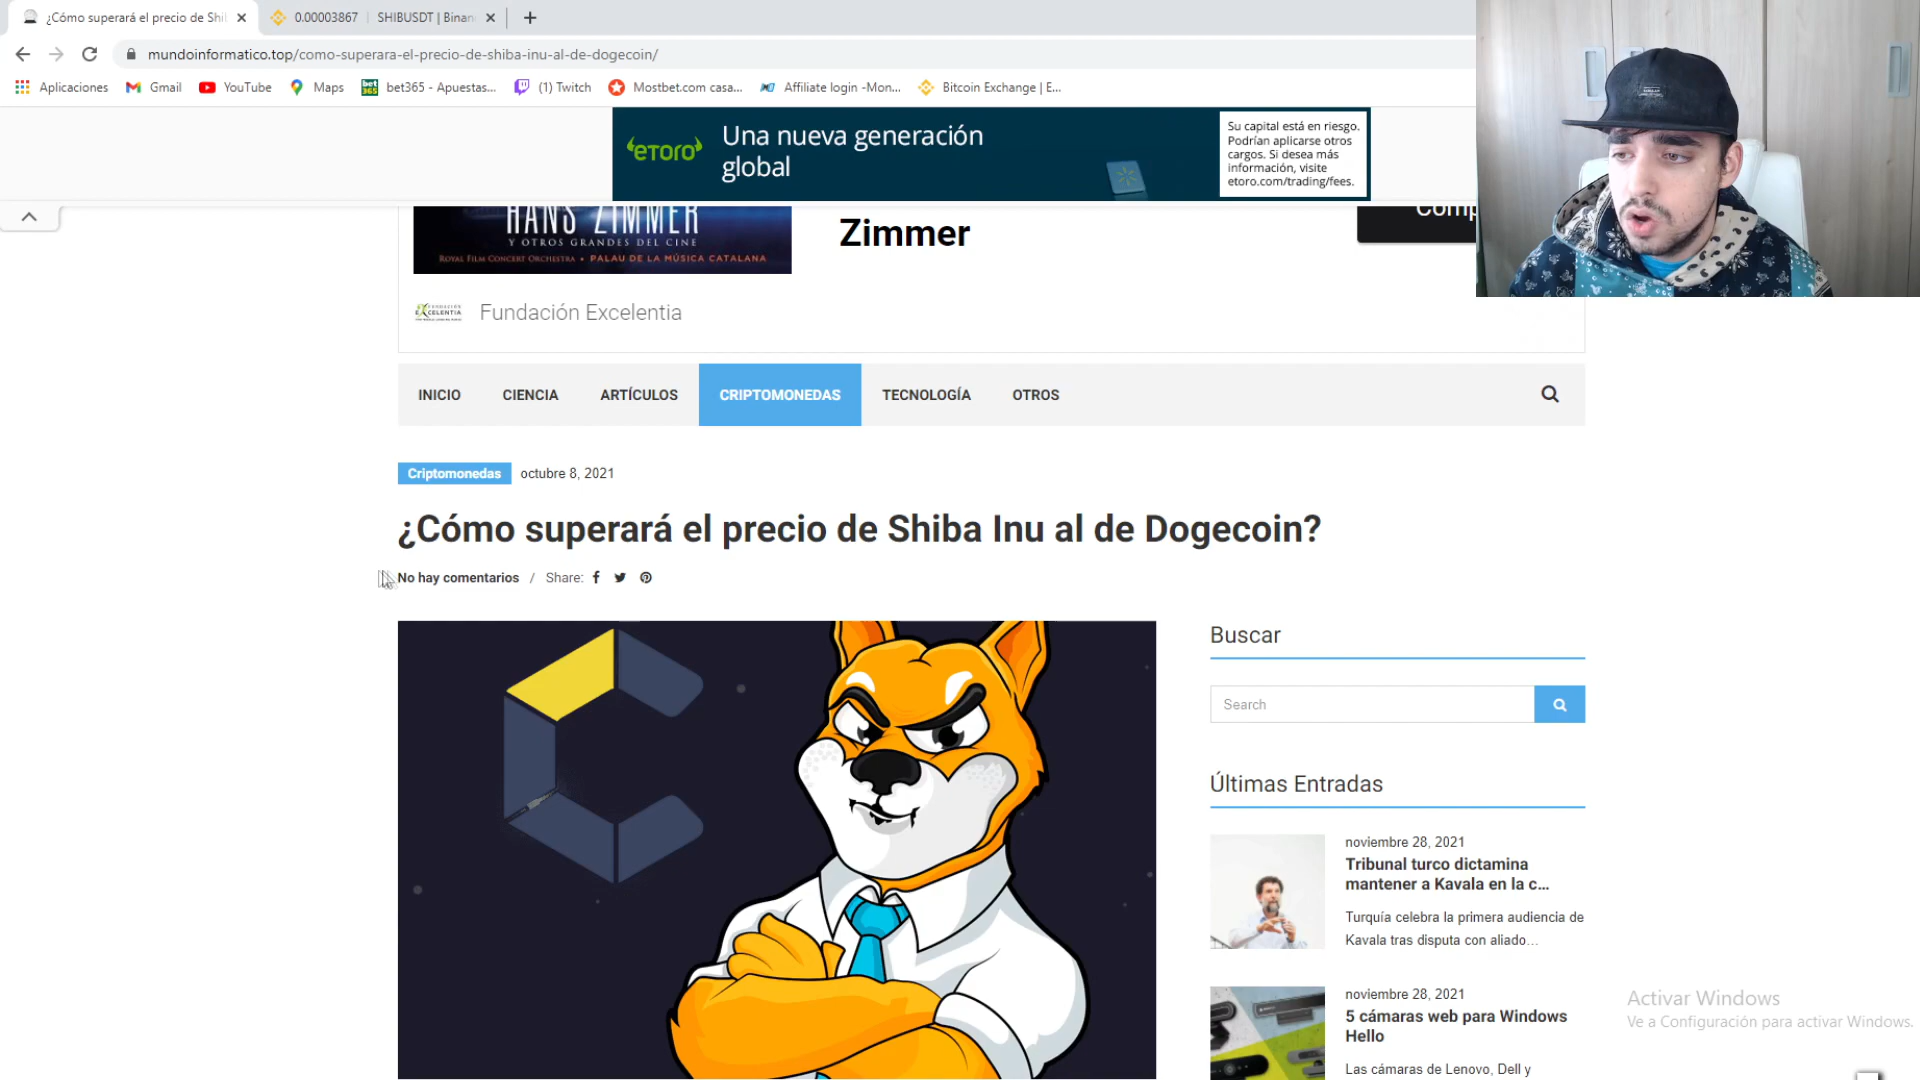 ¿Cómo superará el precio de Shi
0.00003867 | SHIBUSDT | Binan
mundoinformatico.top/como-superara-el-precio-de-shiba-inu-al-de-dogecoin/
Aplicaciones
Gmail
YouTube
Maps
bet365 - Apuestas...
(1) Twitch
Mostbet.com casa...
Affiliate login -Mon...
Bitcoin Exchange | E...
eToro
Una nueva generación
global
Su capital está en riesgo.
Podrían aplicarse otros
cargos. Si desea más
información, visite
etoro.com/trading/fees.
HANS ZIMMER
Y OTROS GRANDES DEL CINE
ROYAL FILM CONCERT ORCHESTRA • PALAU DE LA MÚSICA CATALANA
Zimmer
Comp
Fundación Excelentia
INICIO
CIENCIA
ARTÍCULOS
CRIPTOMONEDAS
TECNOLOGÍA
OTROS
Criptomonedas
octubre 8, 2021
¿Cómo superará el precio de Shiba Inu al de Dogecoin?
No hay comentarios / Share:
Buscar
Search
Últimas Entradas
noviembre 28, 2021
Tribunal turco dictamina
mantener a Kavala en la c...
Turquía celebra la primera audiencia de
Kavala tras disputa con aliado...
noviembre 28, 2021
5 cámaras web para Windows
Hello
Las cámaras de Lenovo, Dell y
Activar Windows
Ve a Configuración para activar Windows.